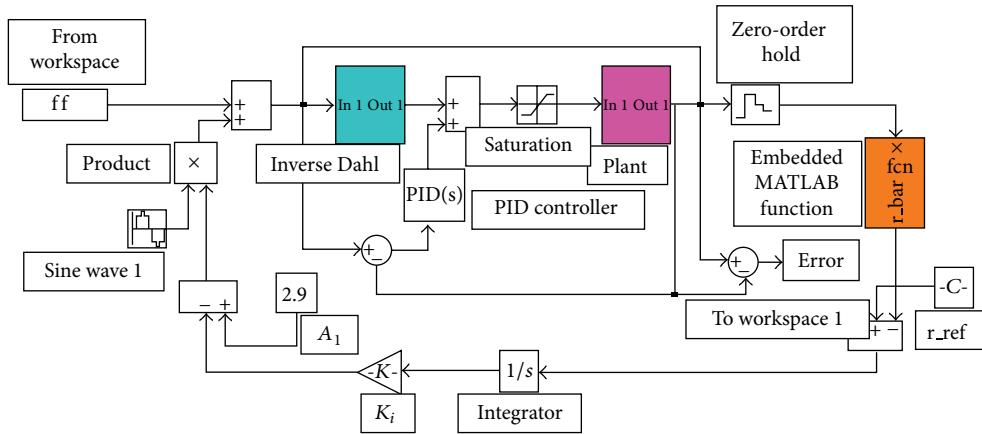 From
workspace
ff
+
+
Product
×
Sine wave 1
− +
2.9
A₁
In 1 Out 1
Inverse Dahl
+
+
PID(s)
PID controller
Saturation
In 1 Out 1
Plant
+
−
Zero-order
hold
Embedded
MATLAB
function
× fcn r_bar
+
−
Error
-C-
r_ref
To workspace 1
+ −
1/s
Integrator
-K-
Kᵢ